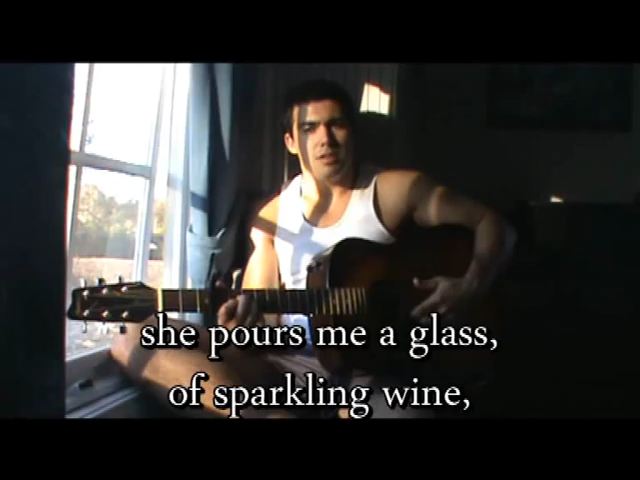 she pours me a glass,
of sparkling wine,